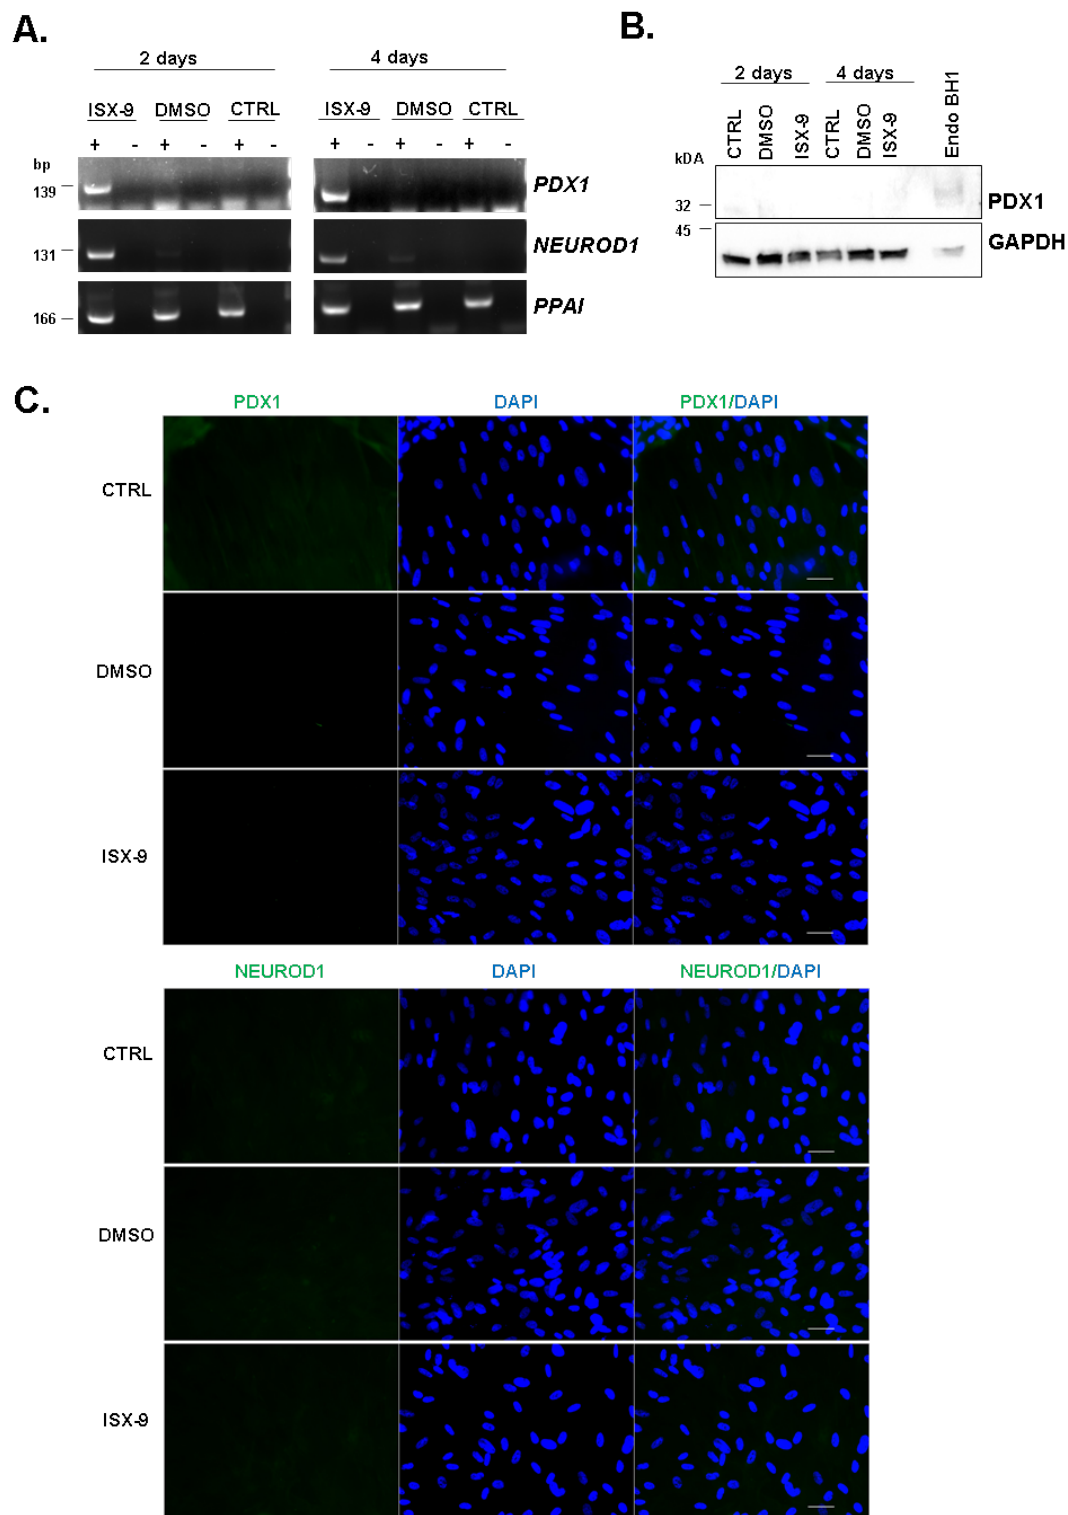 A.
2 days
4 days
ISX-9 DMSO CTRL
ISX-9 DMSO CTRL
+ - + - + -
+ - + - + -
bp
139
PDX1
131
NEUROD1
166
PPAI
B.
2 days
4 days
CTRL
DMSO
ISX-9
CTRL
DMSO
ISX-9
Endo BH1
kDA
32
PDX1
45
GAPDH
C.
PDX1
DAPI
PDX1/DAPI
CTRL
DMSO
ISX-9
NEUROD1
DAPI
NEUROD1/DAPI
CTRL
DMSO
ISX-9